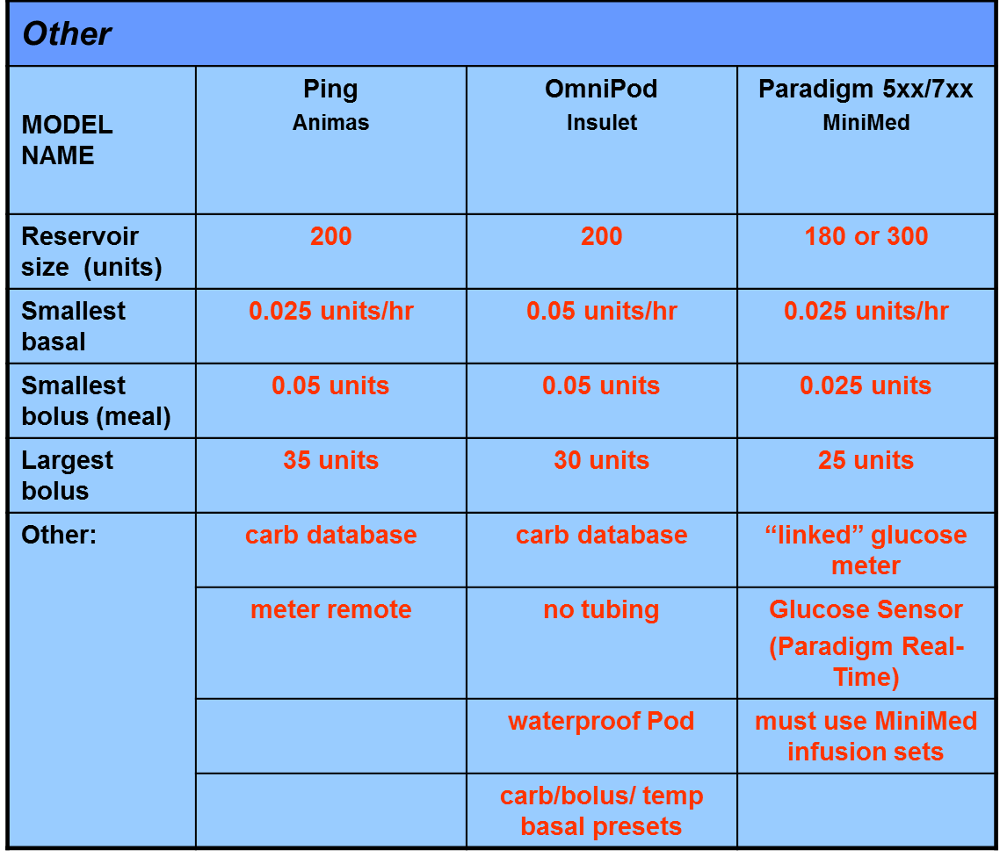 Other
MODEL
NAME
Ping
Animas
OmniPod
Insulet
Paradigm 5xx/7xx
MiniMed
Reservoir
size (units)
200
200
180 or 300
Smallest
basal
0.025 units/hr
0.05 units/hr
0.025 units/hr
Smallest
bolus (meal)
0.05 units
0.05 units
0.025 units
Largest
bolus
35 units
30 units
25 units
Other:
carb database
carb database
“linked” glucose
meter
meter remote
no tubing
Glucose Sensor
(Paradigm Real-
Time)
waterproof Pod
must use MiniMed
infusion sets
carb/bolus/ temp
basal presets